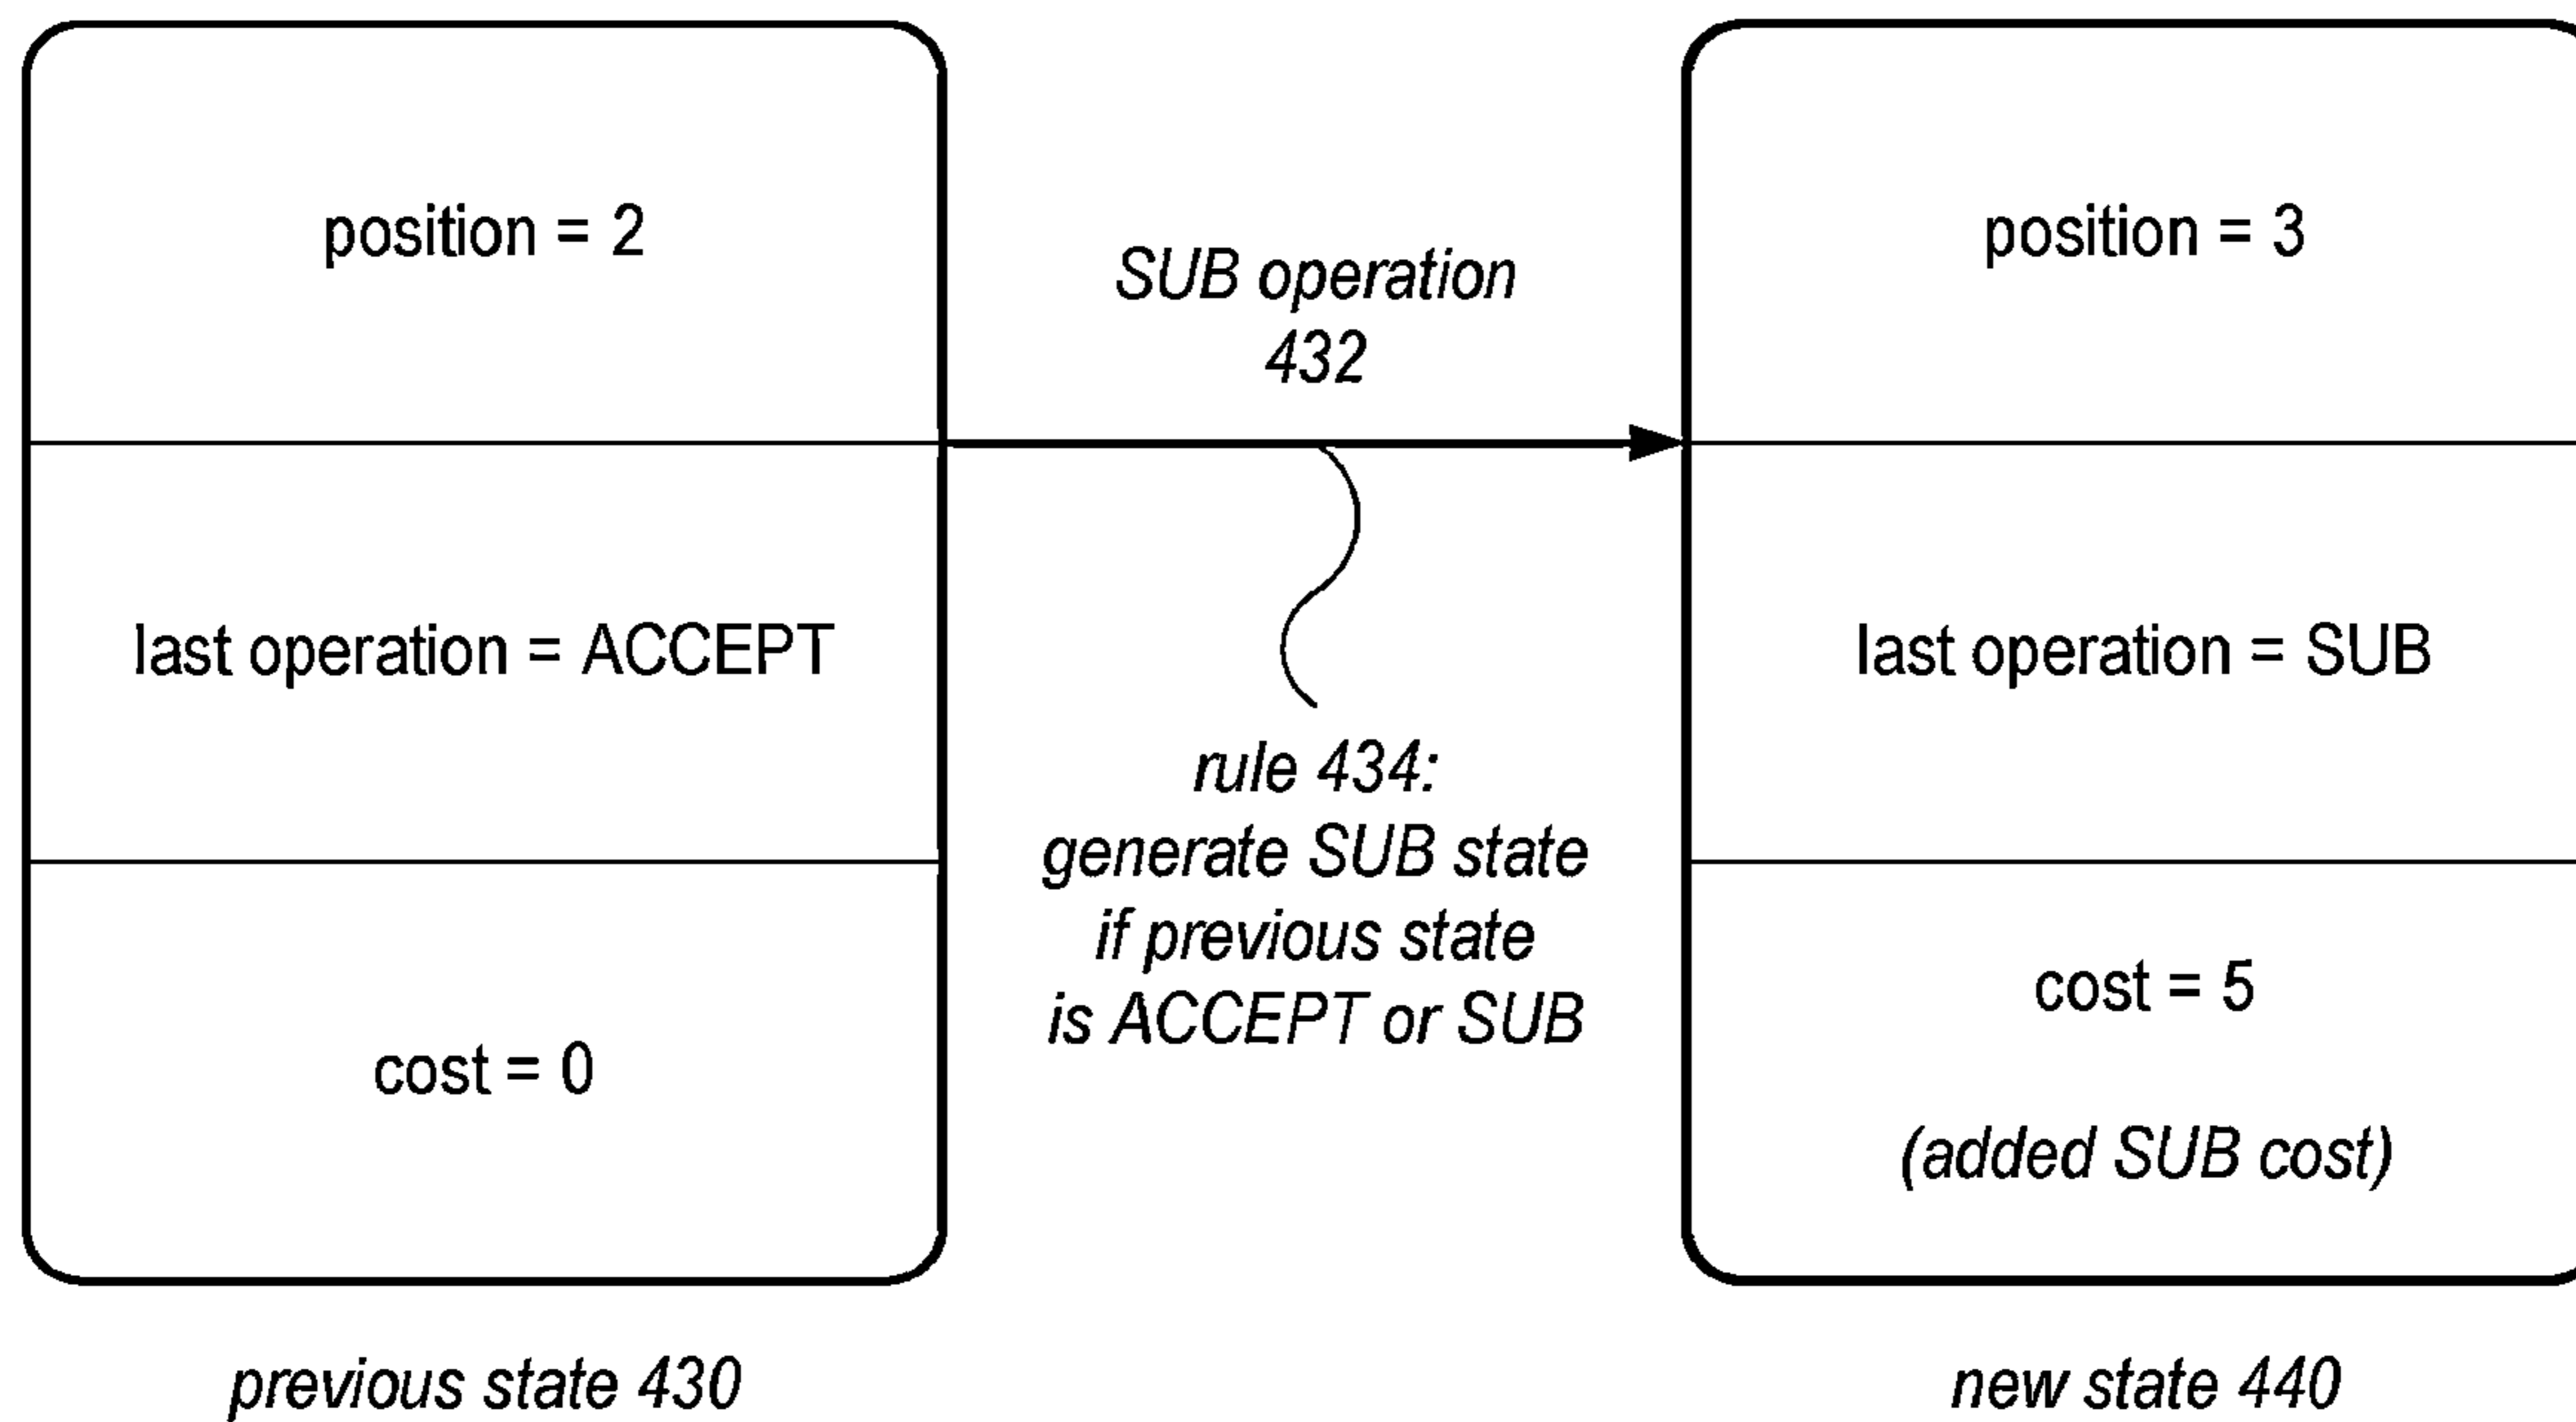 position = 2
last operation = ACCEPT
cost = 0
previous state 430
SUB operation
432
rule 434:
generate SUB state
if previous state
is ACCEPT or SUB
position = 3
last operation = SUB
cost = 5
(added SUB cost)
new state 440